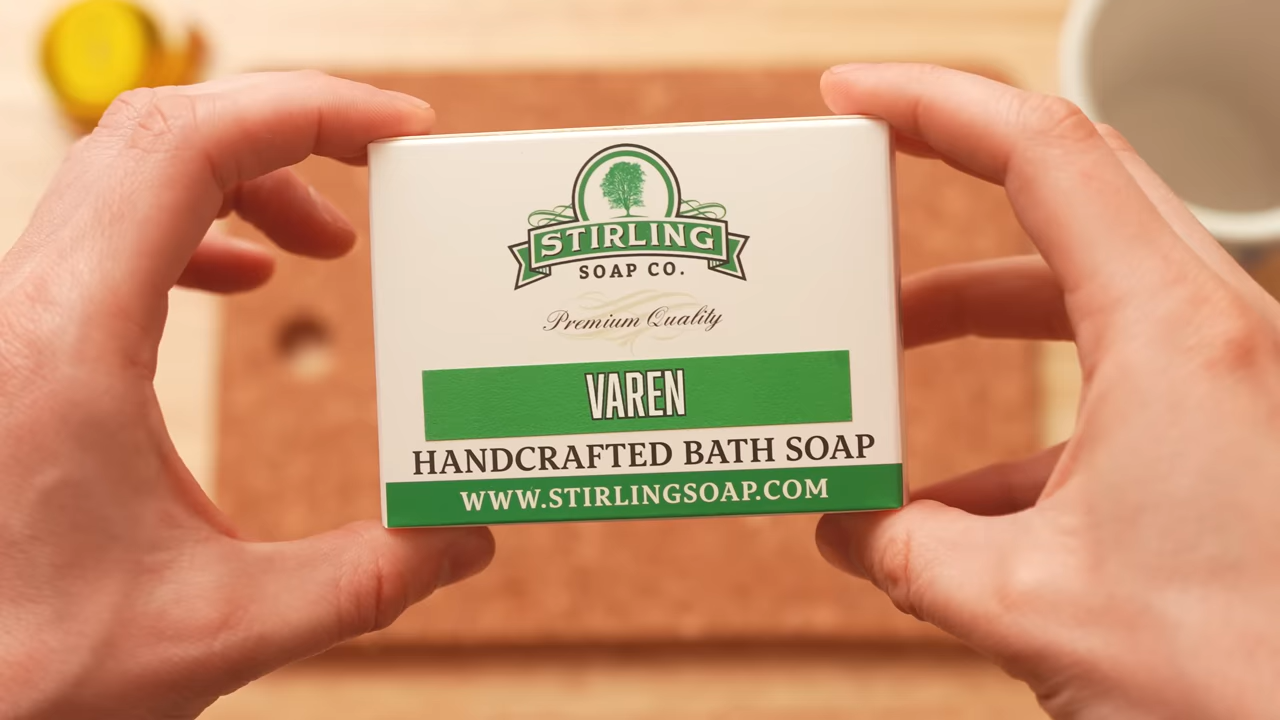 STIRLING
SOAP CO.
Premium Quality
VAREN
HANDCRAFTED BATH SOAP
WWW.STIRLINGSOAP.COM